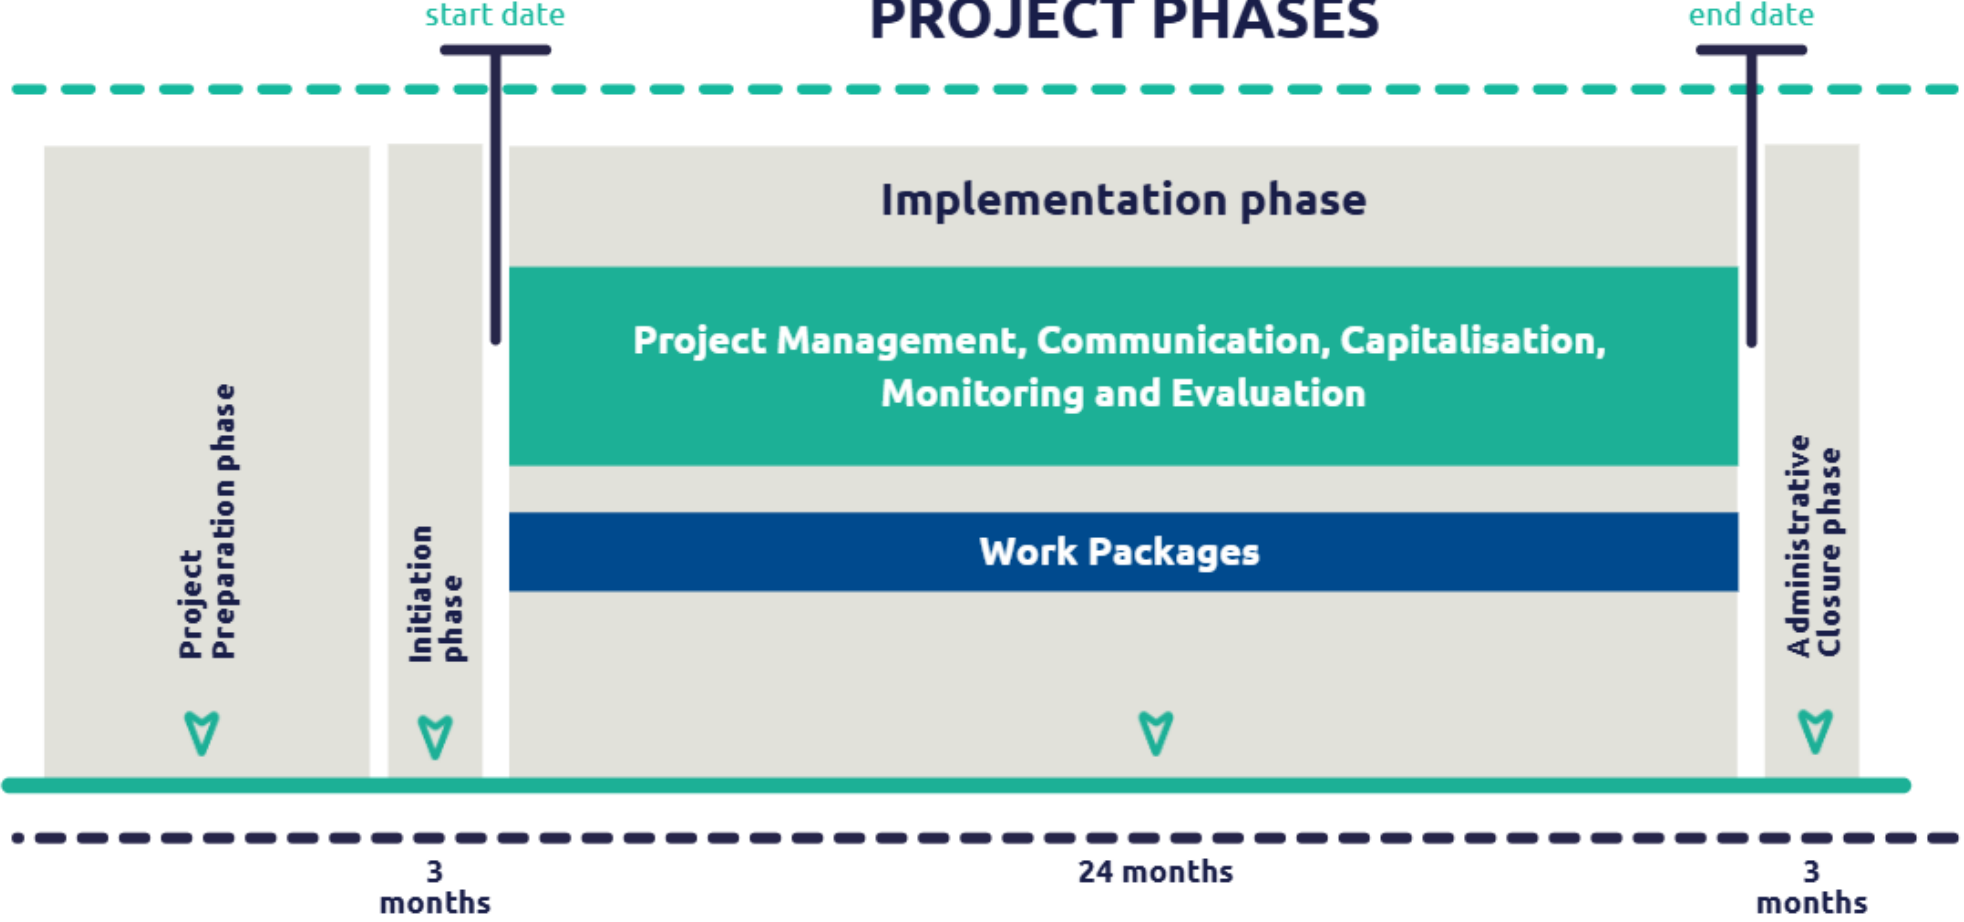 start date
PROJECT PHASES
end date
Implementation phase
Project Management, Communication, Capitalisation,
Monitoring and Evaluation
Work Packages
Project
Preparation phase
Initiation
phase
Administrative
Closure phase
3
months
24 months
3
months